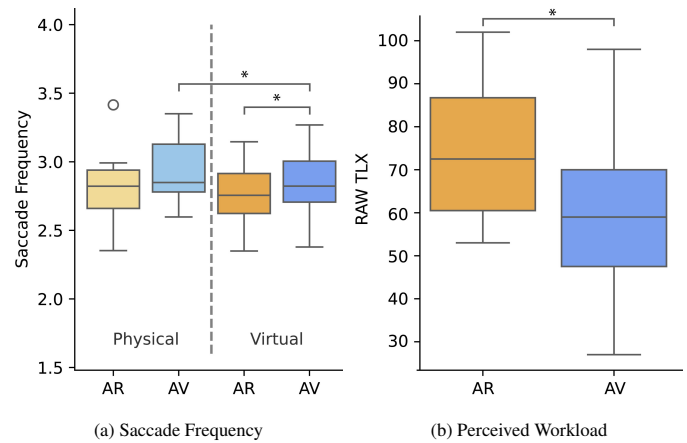 4.0
3.5
3.0
2.5
2.0
1.5
Saccade Frequency
*
*
Physical
Virtual
AR
AV
AR
AV
(a) Saccade Frequency
100
90
80
70
60
50
40
30
RAW TLX
*
AR
AV
(b) Perceived Workload